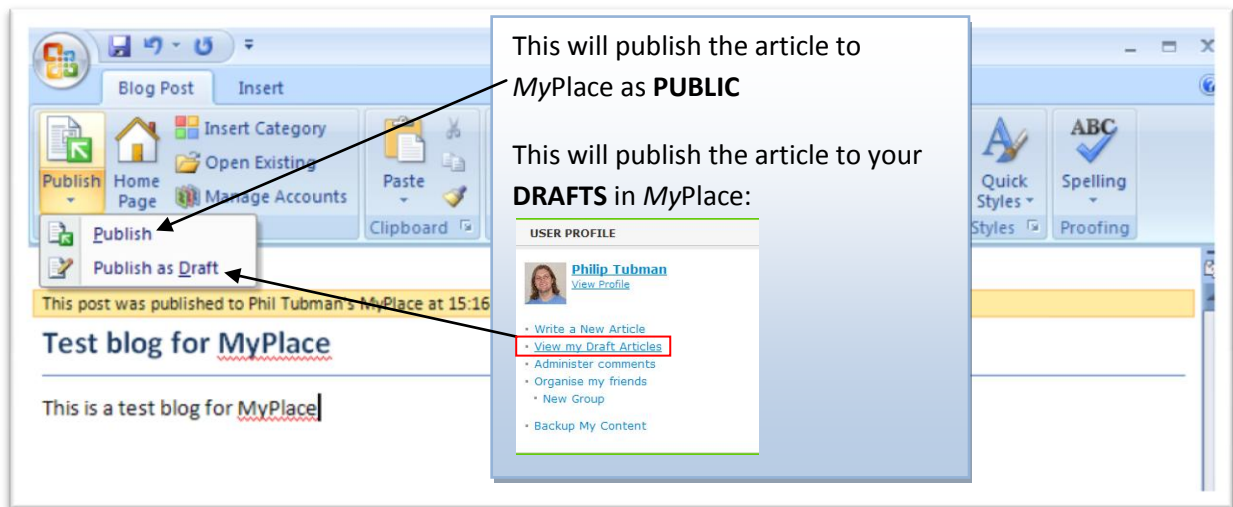 Blog Post Insert
Publish
Home Page
Insert Category
Open Existing
Manage Accounts
Paste
Clipboard
Quick Styles
Styles
ABC
Spelling
Proofing
Publish
Publish as Draft
This post was published to Phil Tubman's MyPlace at 15:16
Test blog for MyPlace
This is a test blog for MyPlace
This will publish the article to
MyPlace as PUBLIC
This will publish the article to your
DRAFTS in MyPlace:
USER PROFILE
Philip Tubman
View Profile
Write a New Article
View my Draft Articles
Administer comments
Organise my friends
New Group
Backup My Content